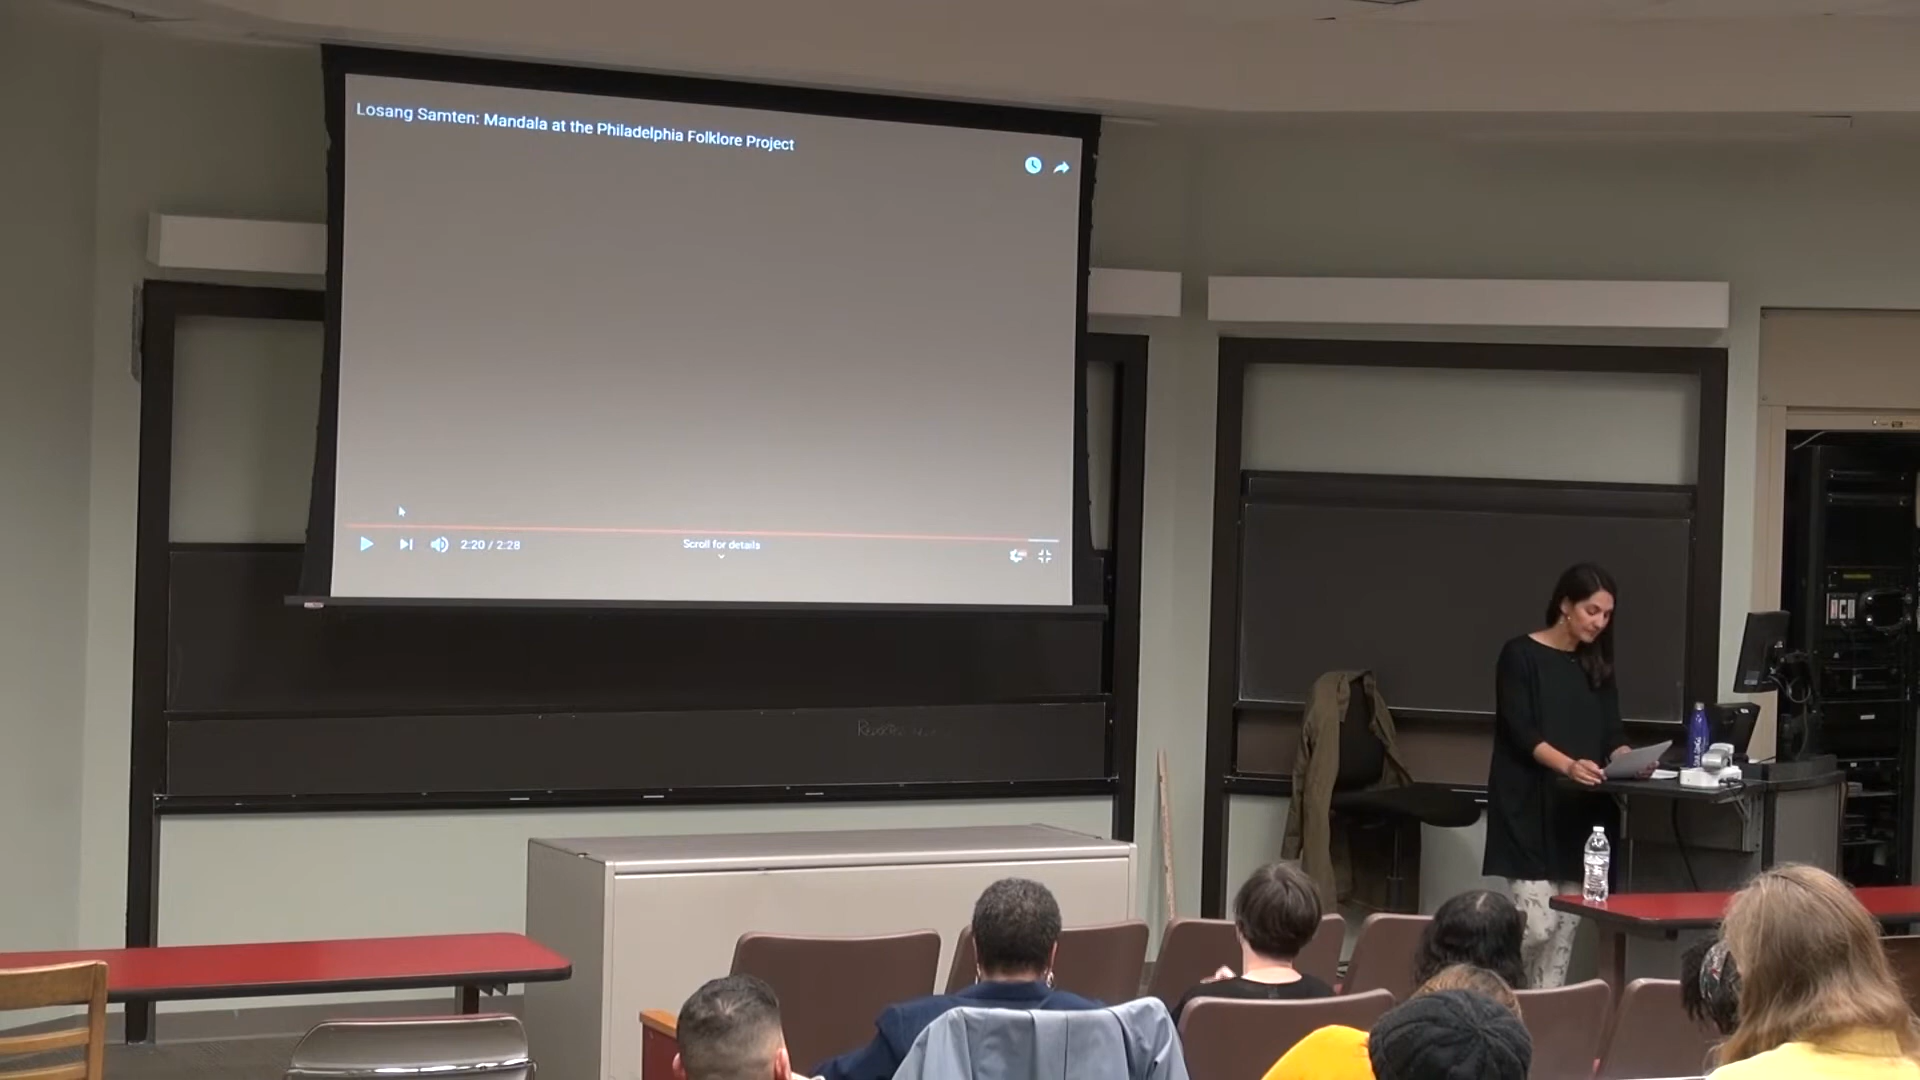 Losang Samten: Mandala at the Philadelphia Folklore Project
2:20 / 2:28
Scroll for details